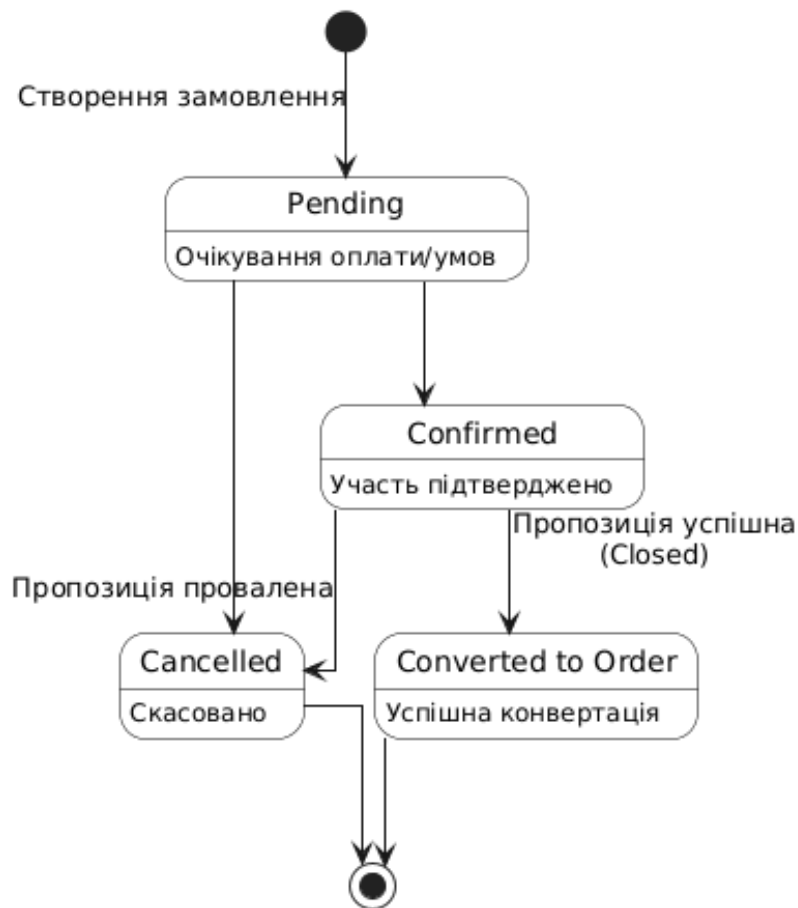 Створення замовлення
Pending
Очікування оплати/умов
Confirmed
Участь підтверджено
Пропозиція успішна
(Closed)
Пропозиція провалена
Cancelled
Скасовано
Converted to Order
Успішна конвертація